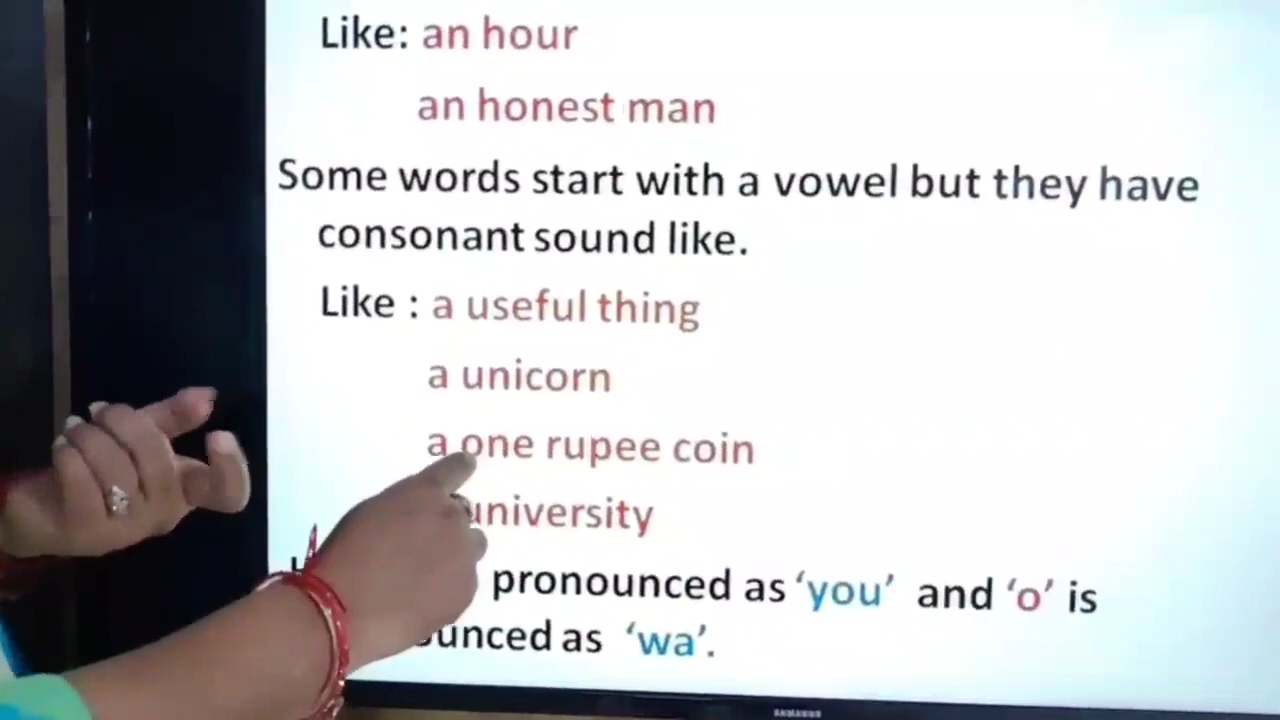 Like: an hour
an honest man
Some words start with a vowel but they have
consonant sound like.
Like : a useful thing
a unicorn
a one rupee coin
university
pronounced as ‘you’ and ‘o’ is
as ‘wa’.
SAMSUNG